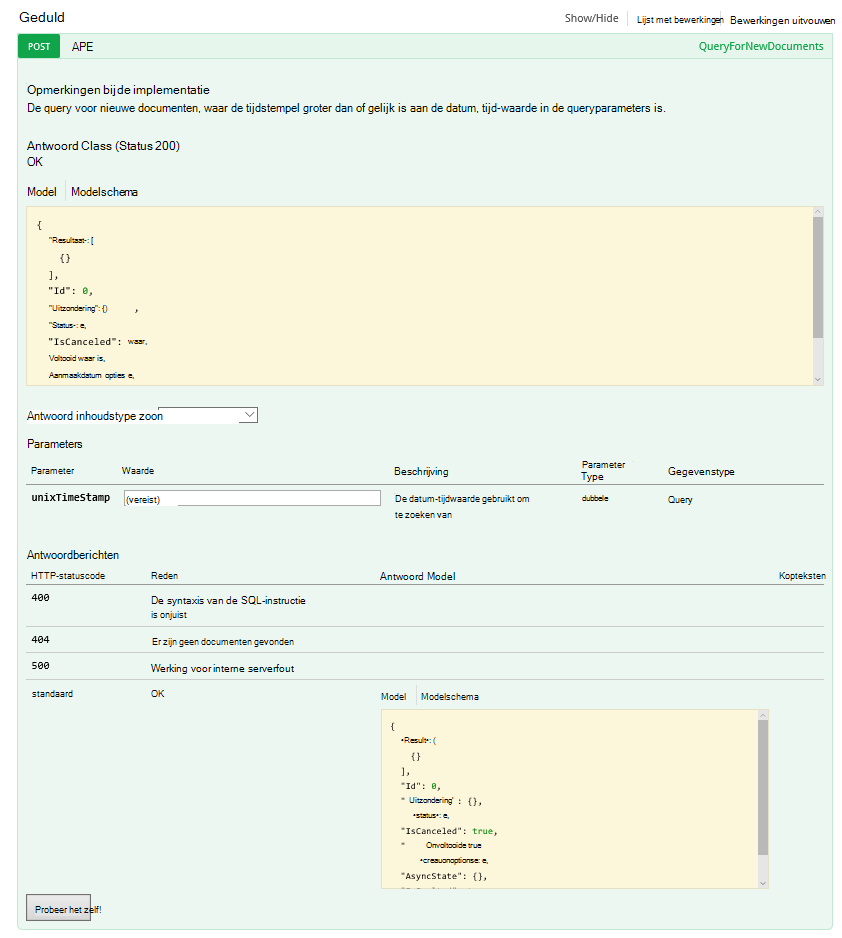 Geduld
Show/Hide Lijst met bewerkingen Bewerkingen uitvouwen
POST APE QueryForNewDocuments
Opmerkingen bij de implementatie
De query voor nieuwe documenten, waar de tijdstempel groter dan of gelijk is aan de datum, tijd-waarde in de queryparameters is.
Antwoord Class (Status 200)
OK
Model Modelschema
{
"Resultaat-: [
{}
],
"Id": 0,
"Uitzondering": {} ,
"Status-: e,
"IsCanceled": waar,
Voltooid waar is,
Aanmaakdatum opties e,
Antwoord inhoudstype zoon
Parameters
Parameter Waarde Beschrijving Parameter Type Gegevenstype
unixTimeStamp (vereist) De datum-tijdwaarde gebruikt om dubbele Query
te zoeken van
Antwoordberichten
HTTP-statuscode Reden Antwoord Model Kopteksten
400 De syntaxis van de SQL-instructie
is onjuist
404 Er zijn geen documenten gevonden
500 Werking voor interne serverfout
standaard OK Model Modelschema
{
•Result•: (
{}
],
"Id": 0,
" Uitzondering' : {},
•status•: e,
"IsCanceled": true,
" Onvoltooide true
•creauonoptionse: e,
"AsyncState": {},
Probeer het zelf!